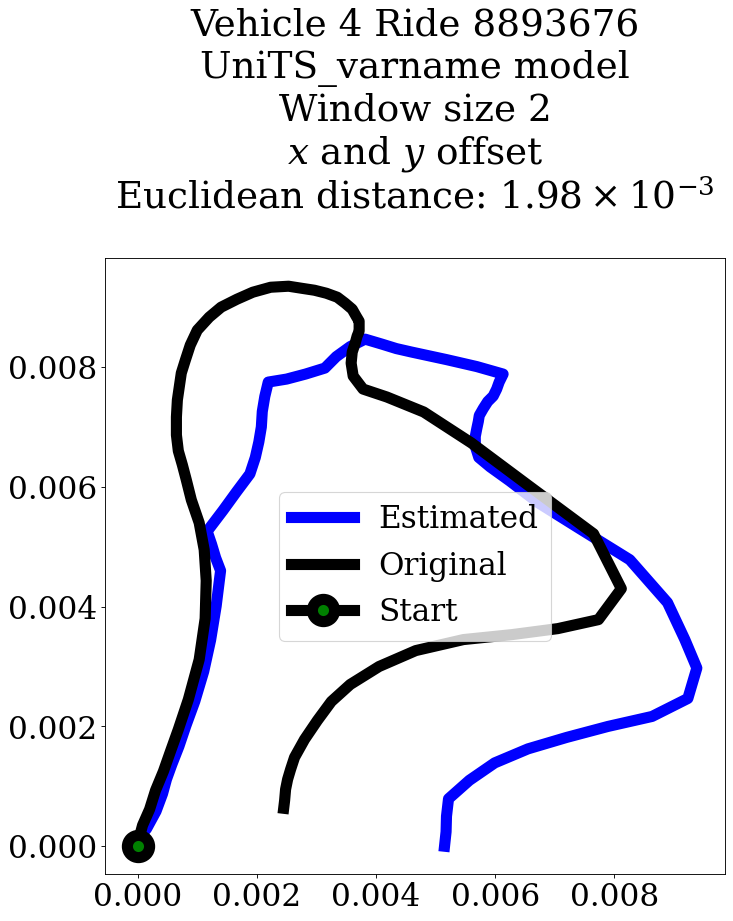 Vehicle 4 Ride 8893676
UniTS_varname model
Window size 2
x and y offset
Euclidean distance: 1.98 × 10⁻³
0.008
0.006
0.004
0.002
0.000
Estimated
Original
Start
0.000 0.002 0.004 0.006 0.008